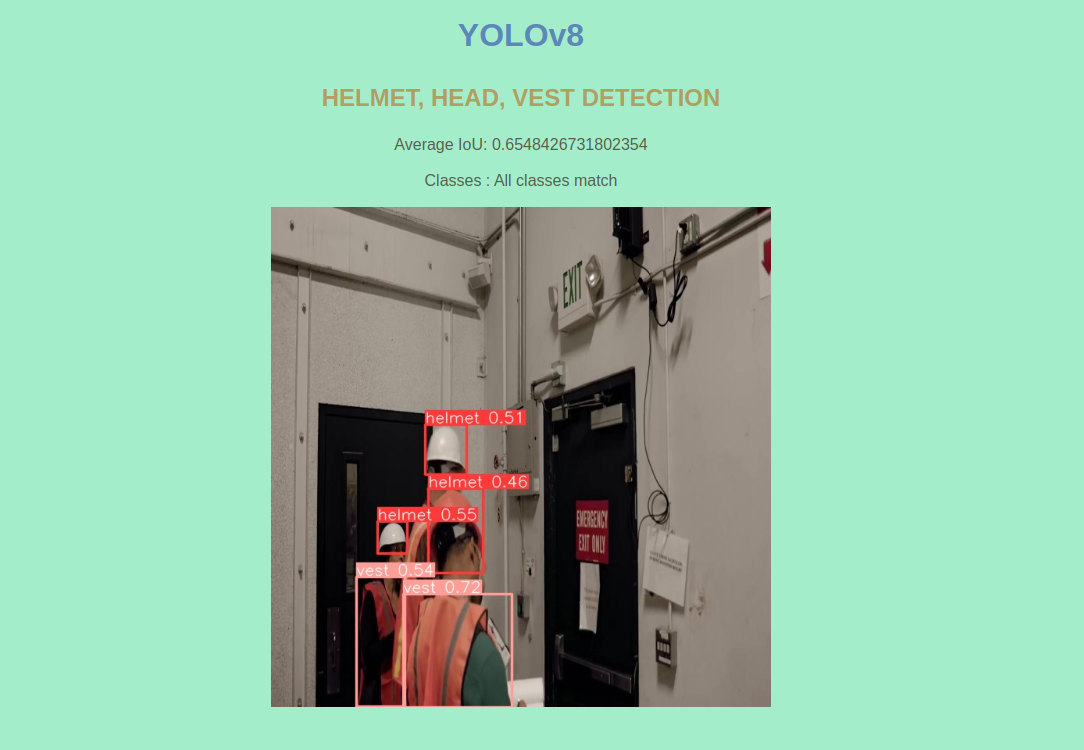 YOLOv8
HELMET, HEAD, VEST DETECTION
Average IoU: 0.6548426731802354
Classes : All classes match
EXIT
helmet 0.51
helmet 0.46
helmet 0.55
EMERGENCY
EXIT ONLY
vest 0.54
vest 0.72